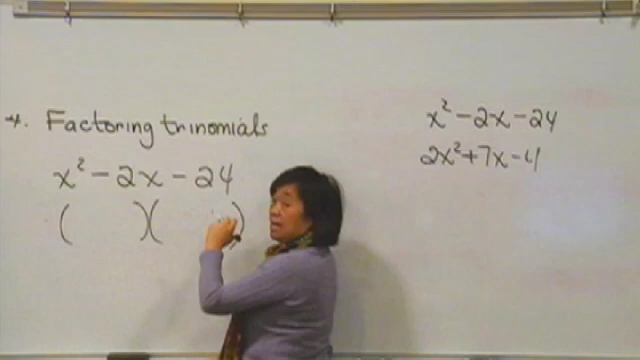 4. Factoring trinomials
x² - 2x - 24
(      )(      )
x² - 2x - 24
2x² + 7x - 4